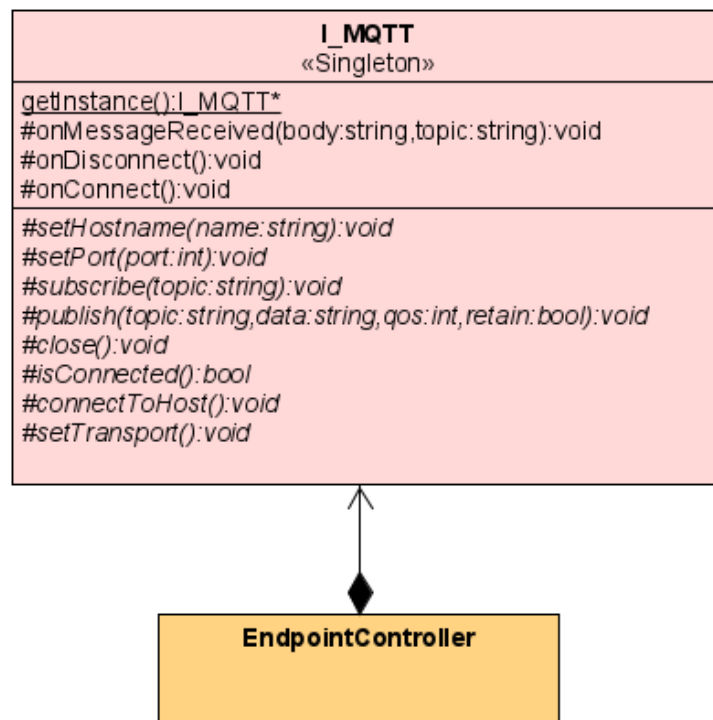 I_MQTT
«Singleton»
getInstance():I_MQTT*
#onMessageReceived(body:string,topic:string):void
#onDisconnect():void
#onConnect():void
#setHostname(name:string):void
#setPort(port:int):void
#subscribe(topic:string):void
#publish(topic:string,data:string,qos:int,retain:bool):void
#close():void
#isConnected():bool
#connectToHost():void
#setTransport():void
EndpointController